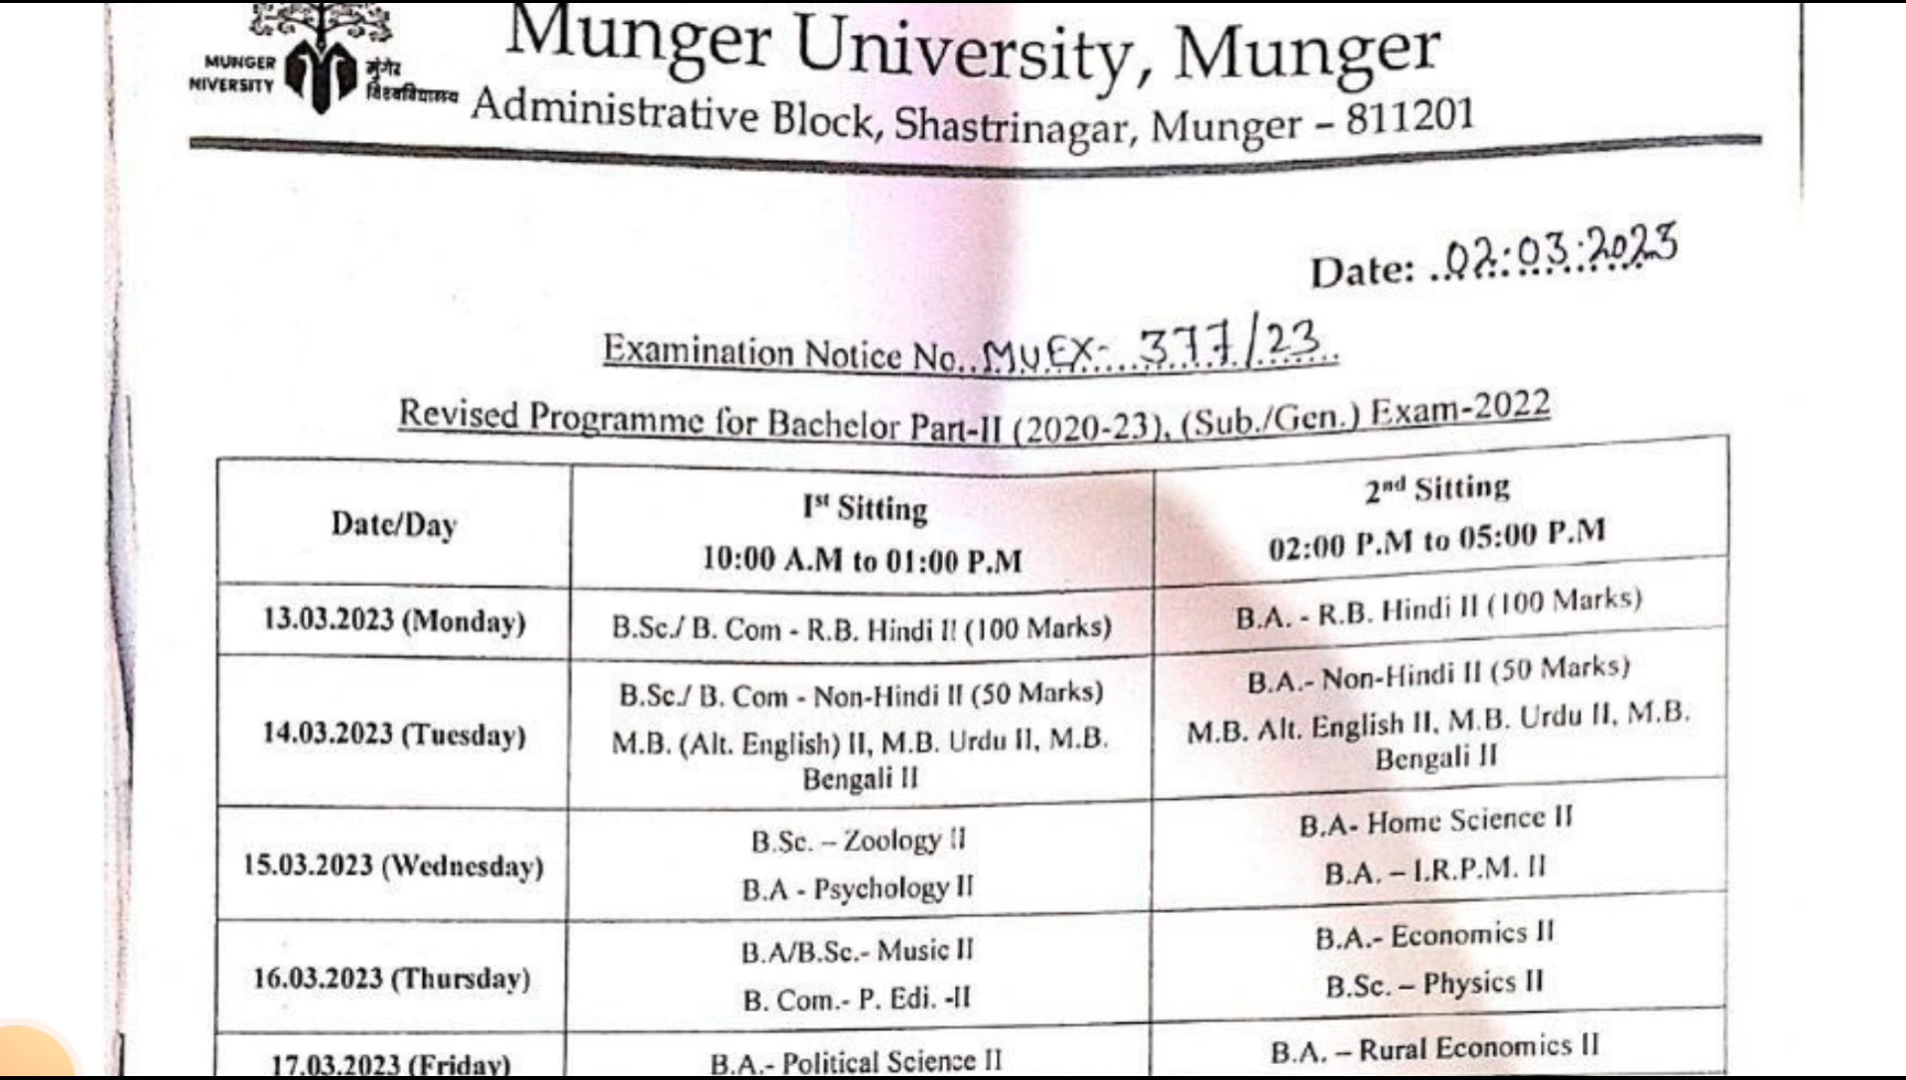 MUNGER
NIVERSITY
मुंगेर
विश्वविद्यालय
Munger University, Munger
Administrative Block, Shastrinagar, Munger – 811201
Date: ..02:03:2023
Examination Notice No..MUEX-..377/23.
Revised Programme for Bachelor Part-II (2020-23), (Sub./Gen.) Exam-2022
Date/Day
Ist Sitting
10:00 A.M to 01:00 P.M
2nd Sitting
02:00 P.M to 05:00 P.M
13.03.2023 (Monday)
B.Sc./ B. Com - R.B. Hindi II (100 Marks)
B.A. - R.B. Hindi II (100 Marks)
14.03.2023 (Tuesday)
B.Sc./ B. Com - Non-Hindi II (50 Marks)
M.B. (Alt. English) II, M.B. Urdu II, M.B.
Bengali II
B.A.- Non-Hindi II (50 Marks)
M.B. Alt. English II, M.B. Urdu II, M.B.
Bengali II
15.03.2023 (Wednesday)
B.Sc. – Zoology II
B.A - Psychology II
B.A- Home Science II
B.A. – I.R.P.M. II
16.03.2023 (Thursday)
B.A/B.Sc.- Music II
B. Com.- P. Edi. -II
B.A.- Economics II
B.Sc. – Physics II
17.03.2023 (Friday)
B.A.- Political Science II
B.A. – Rural Economics II